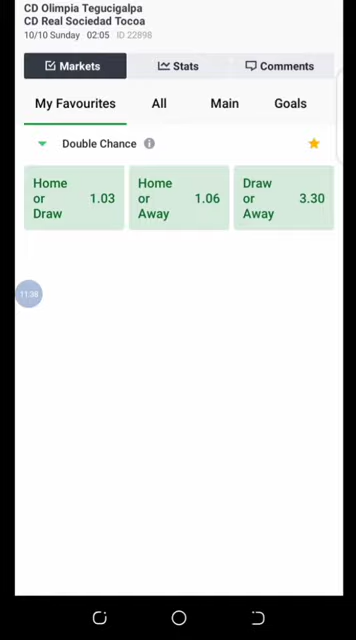 CD Olimpia Tegucigalpa
CD Real Sociedad Tocoa
10/10 Sunday 02:05 ID 22898
Markets Stats Comments
My Favourites All Main Goals
Double Chance
Home or Draw 1.03
Home or Away 1.06
Draw or Away 3.30
11:38